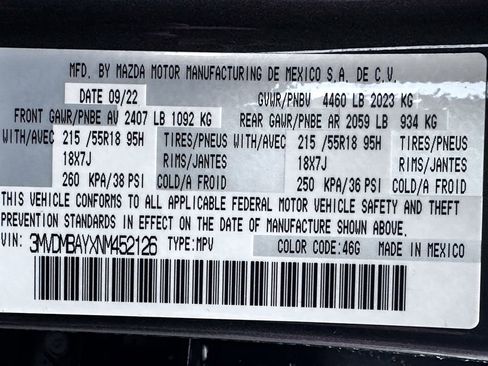 MFD. BY MAZDA MOTOR MANUFACTURING DE MEXICO S.A. DE C.V.
DATE 09/22 GVWR/PNBV 4460 LB 2023 KG
FRONT GAWR/PNBE AV 2407 LB 1092 KG REAR GAWR/PNBE AR 2059 LB 934 KG
WITH/AVEC 215 /55R18 95H TIRES/PNEUS WITH/AVEC 215 /55R18 95H TIRES/PNEUS
18X7J RIMS/JANTES 18X7J RIMS/JANTES
260 KPA/38 PSI COLD/A FROID 250 KPA/36 PSI COLD/A FROID
THIS VEHICLE CONFORMS TO ALL APPLICABLE FEDERAL MOTOR VEHICLE SAFETY AND THEFT
PREVENTION STANDARDS IN EFFECT ON THE DATE OF MANUFACTURE SHOWN ABOVE.
VIN: 3MVDMBAYXNM452126 TYPE:MPV COLOR CODE:46G MADE IN MEXICO